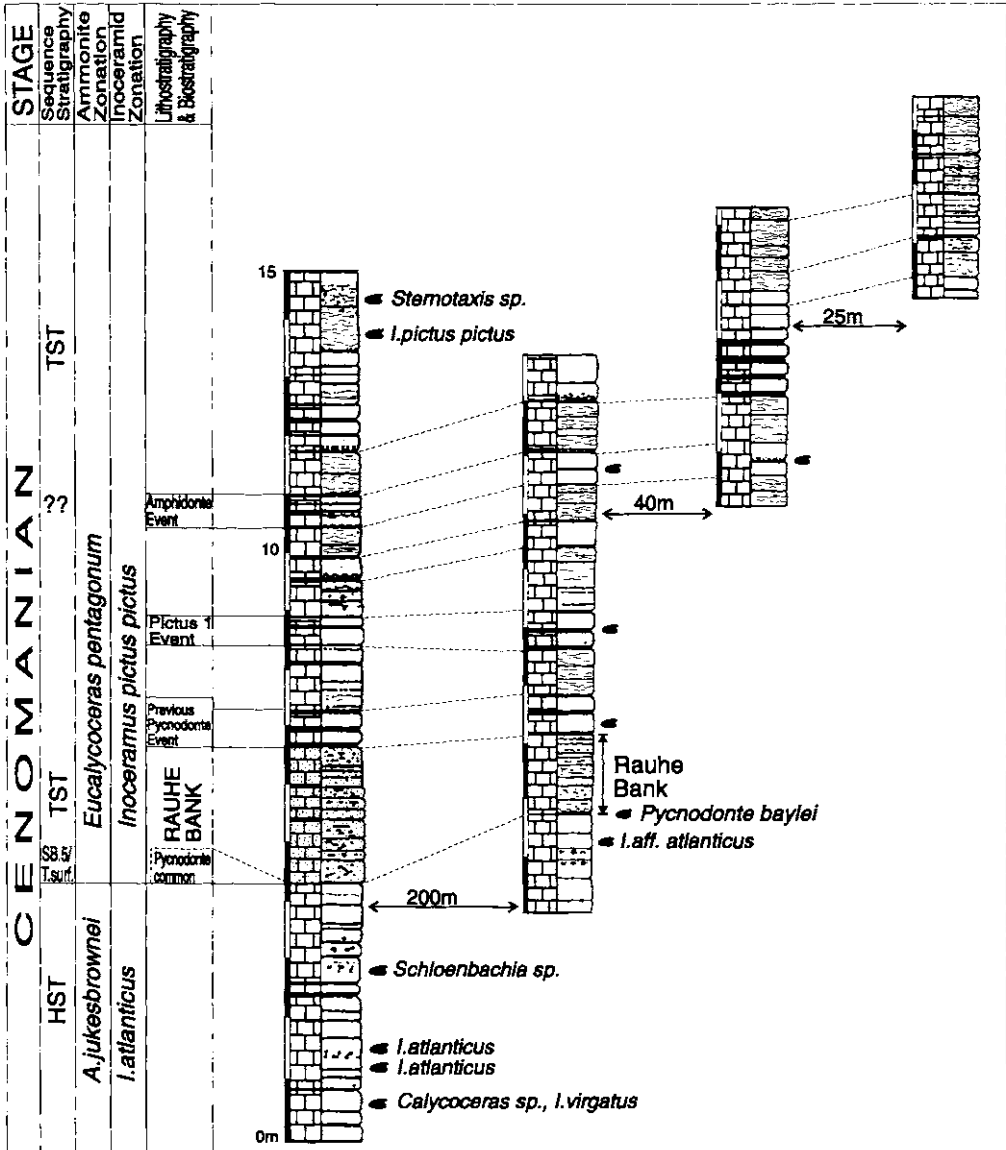 STAGE
Sequence
Stratigraphy
Ammonite
Zonation
Inoceramid
Zonation
Lithostratigraphy
& Biostratigraphy
CENOMANIAN
TST
??
TST
SB.5/
T.surf.
HST
Eucalycoceras pentagonum
A.jukesbrownei
Inoceramus pictus pictus
I.atlanticus
Amphidonte
Event
Pictus 1
Event
Previous
Pycnodonte
Event
RAUHE
BANK
Pycnodonte
common
15
10
0m
Sternotaxis sp.
I.pictus pictus
Schloenbachia sp.
I.atlanticus
I.atlanticus
Calycoceras sp., I.virgatus
200m
Rauhe
Bank
Pycnodonte baylei
I.aff. atlanticus
40m
25m